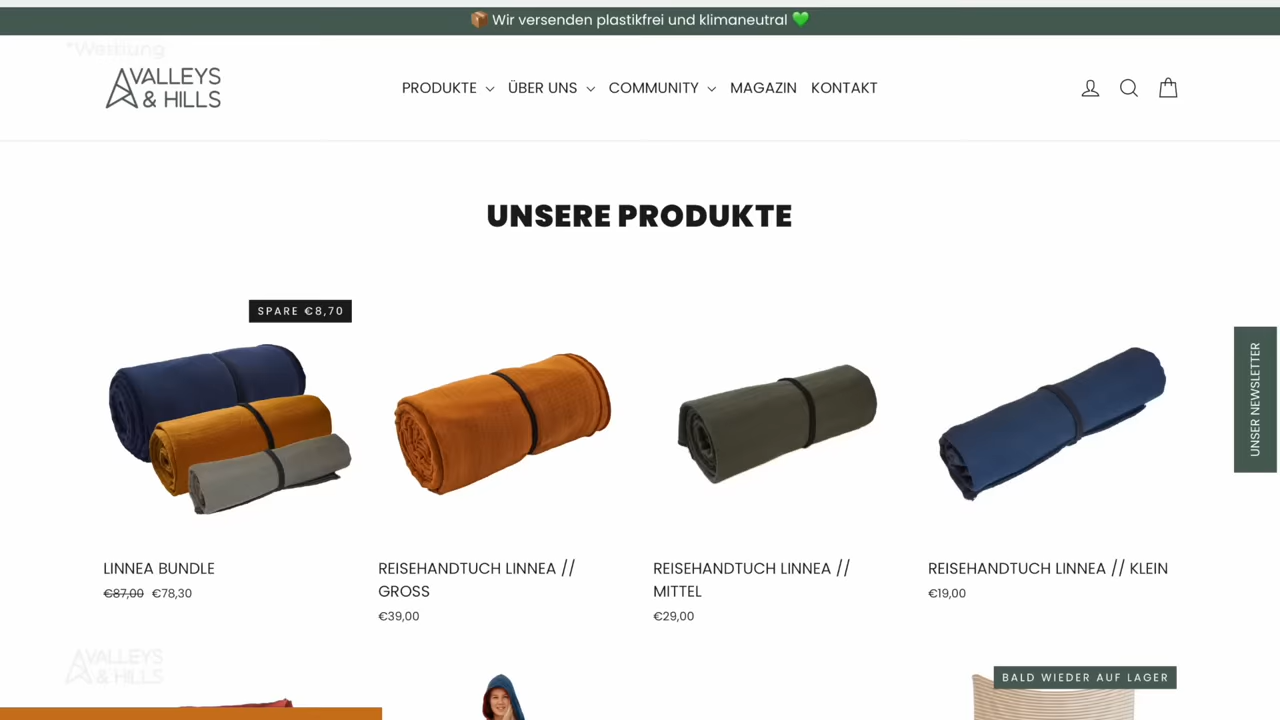 📦 Wir versenden plastikfrei und klimaneutral 💚
*Werbung
VALLEYS
& HILLS
PRODUKTE ÜBER UNS COMMUNITY MAGAZIN KONTAKT
UNSERE PRODUKTE
SPARE €8,70
UNSER NEWSLETTER
LINNEA BUNDLE
€87,00 €78,30
REISEHANDTUCH LINNEA //
GROSS
€39,00
REISEHANDTUCH LINNEA //
MITTEL
€29,00
REISEHANDTUCH LINNEA // KLEIN
€19,00
VALLEYS
& HILLS
BALD WIEDER AUF LAGER